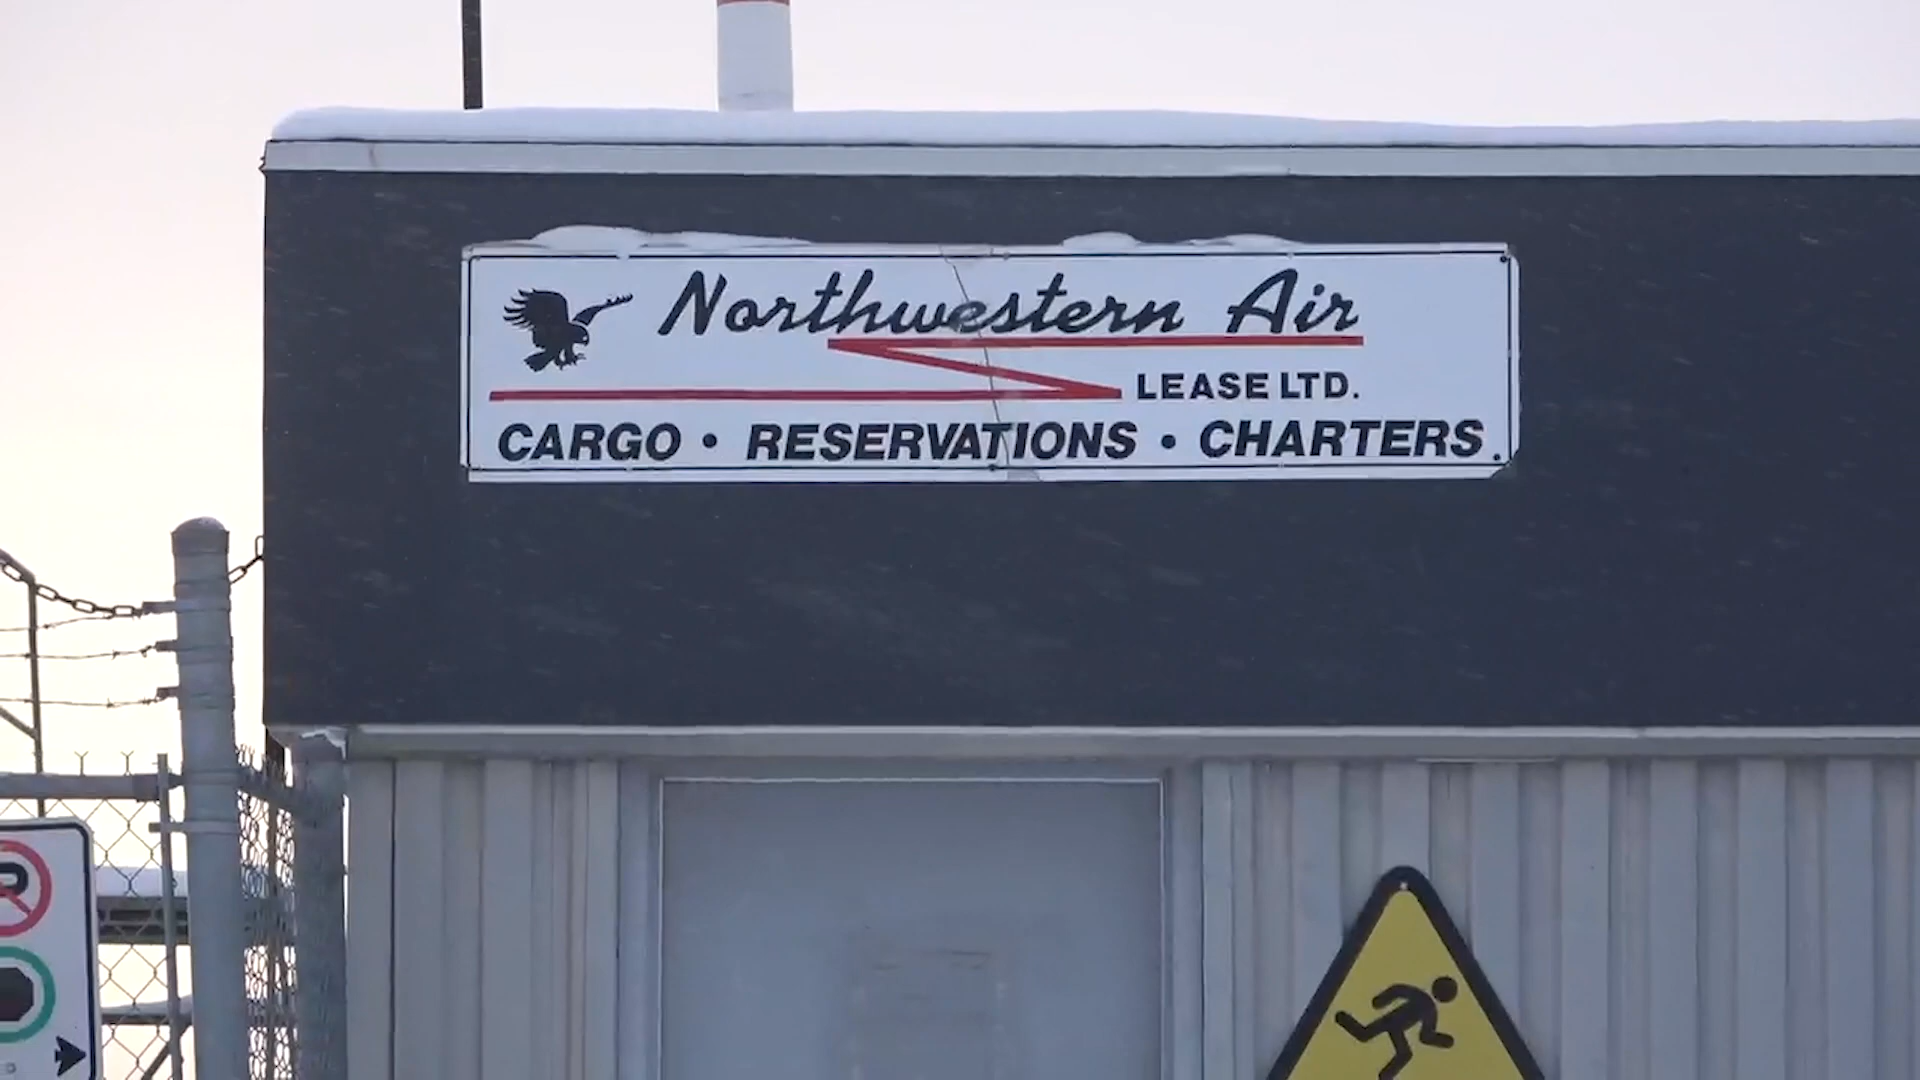 Northwestern Air
LEASE LTD.
CARGO • RESERVATIONS • CHARTERS